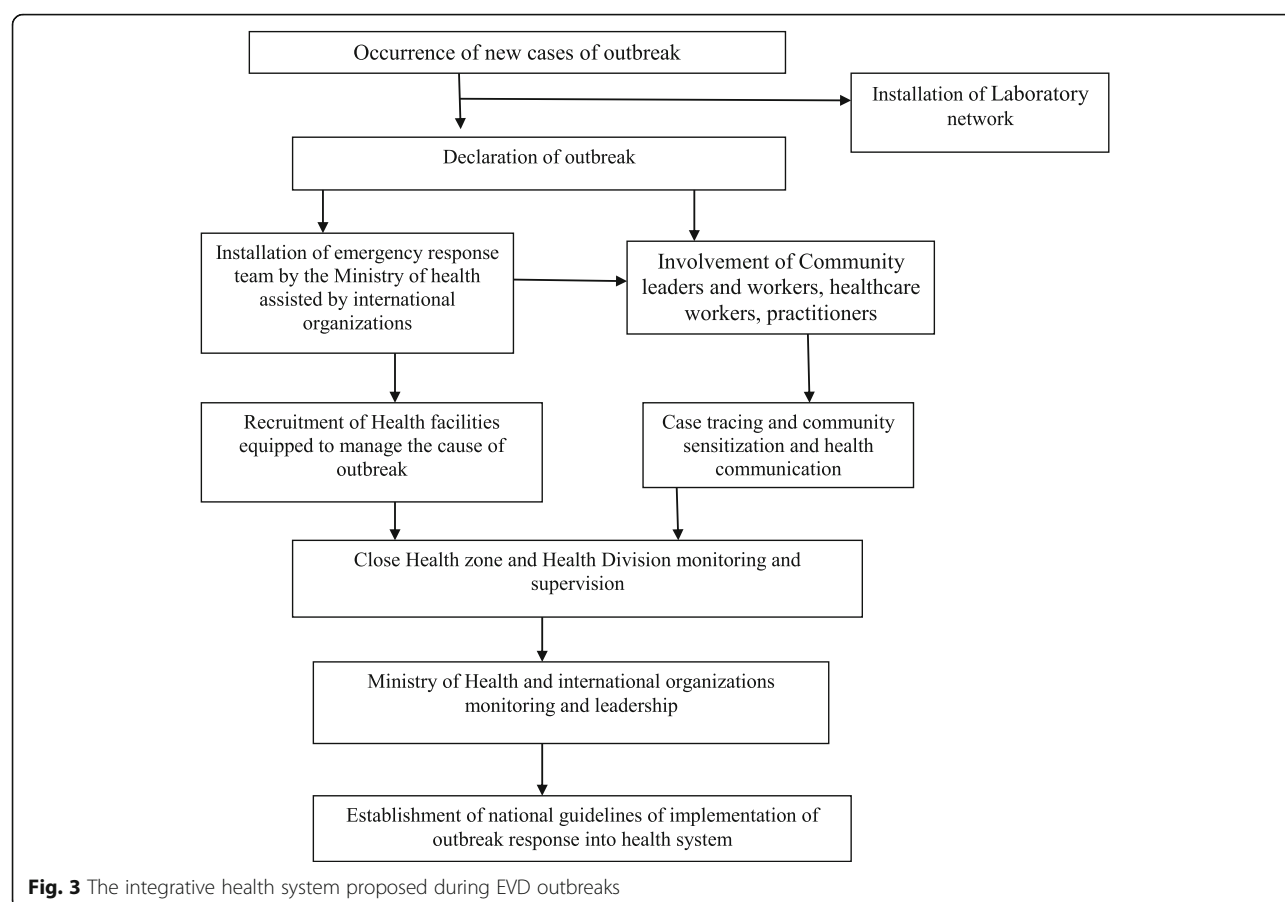 Occurrence of new cases of outbreak
Installation of Laboratory
network
Declaration of outbreak
Installation of emergency response
team by the Ministry of health
assisted by international
organizations
Involvement of Community
leaders and workers, healthcare
workers, practitioners
Recruitment of Health facilities
equipped to manage the cause of
outbreak
Case tracing and community
sensitization and health
communication
Close Health zone and Health Division monitoring and
supervision
Ministry of Health and international organizations
monitoring and leadership
Establishment of national guidelines of implementation of
outbreak response into health system
Fig. 3 The integrative health system proposed during EVD outbreaks